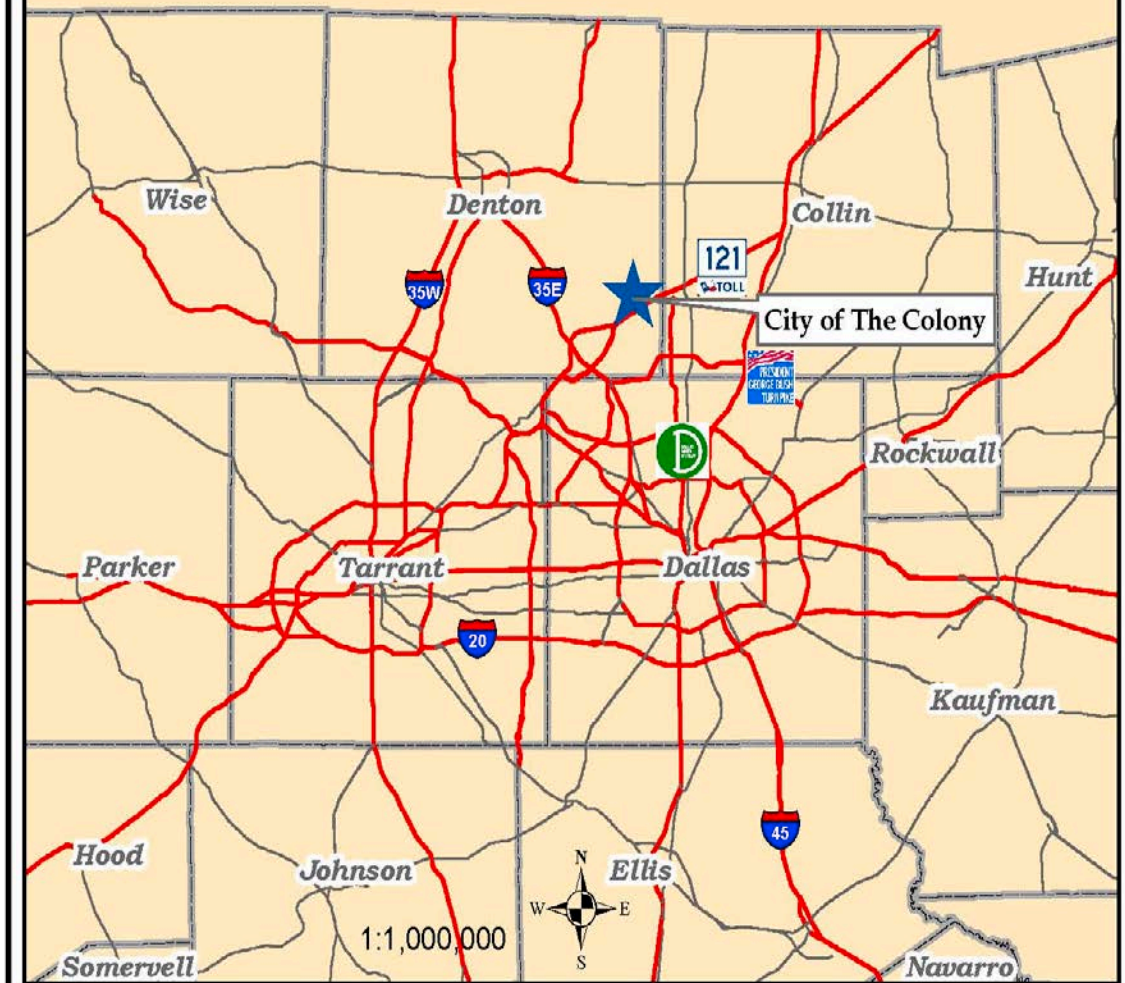 Wise
Denton
Collin
121
TOLL
Hunt
35W
35E
City of The Colony
PRESIDENT
GEORGE BUSH
TURNPIKE
D
Rockwall
Parker
Tarrant
Dallas
20
Kaufman
45
Hood
Johnson
Ellis
N
W
E
S
1:1,000,000
Somervell
Navarro